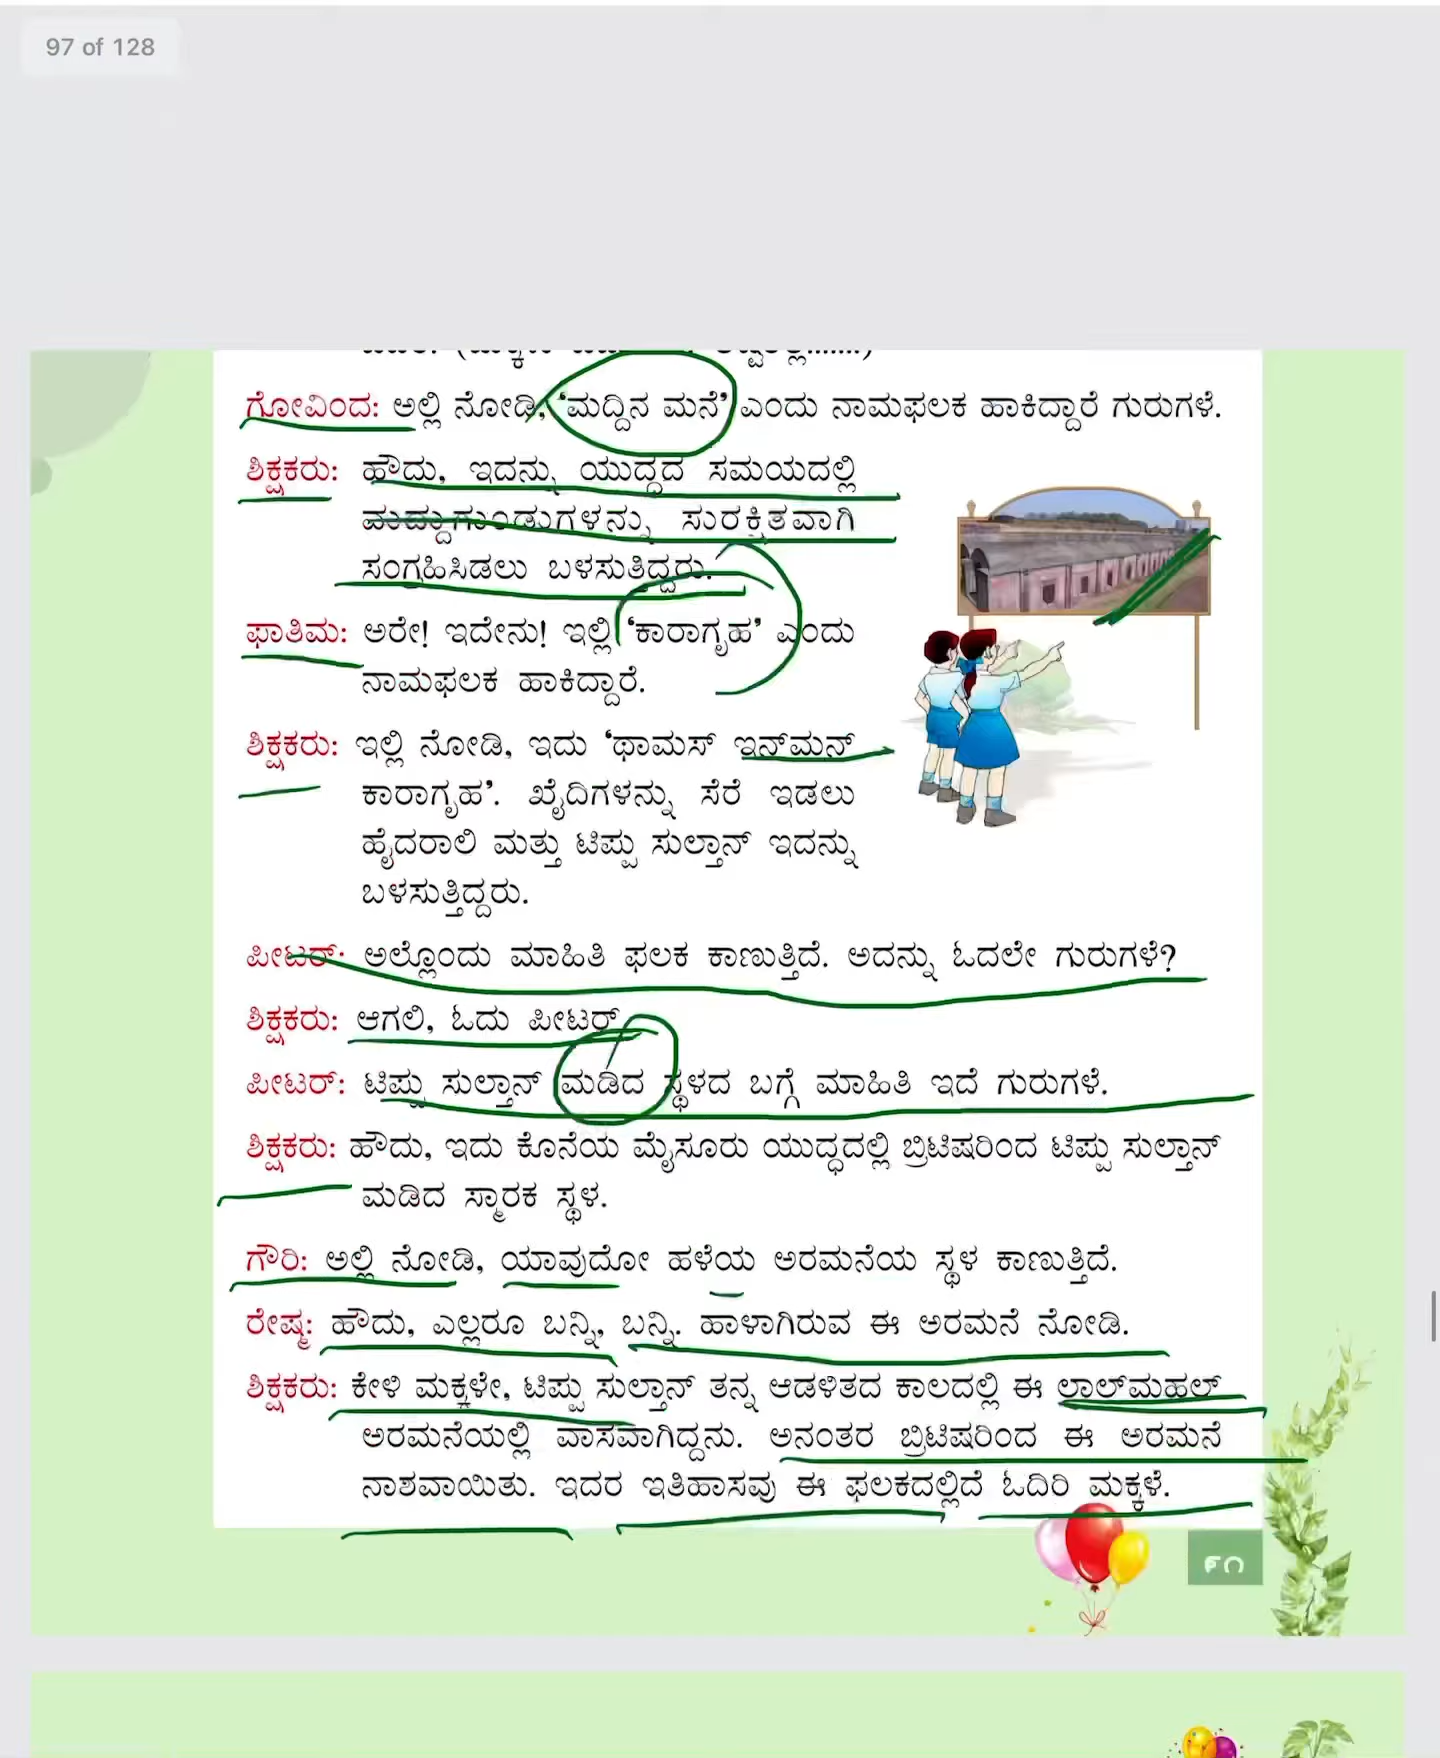 97 of 128
ಗೋವಿಂದ: ಅಲ್ಲಿ ನೋಡಿ, ‘ಮದ್ದಿನ ಮನೆ’ ಎಂದು ನಾಮಫಲಕ ಹಾಕಿದ್ದಾರೆ ಗುರುಗಳೆ.
ಶಿಕ್ಷಕರು: ಹೌದು, ಇದನ್ನು ಯುದ್ಧದ ಸಮಯದಲ್ಲಿ
ಮದ್ದುಗುಂಡುಗಳನ್ನು ಸುರಕ್ಷಿತವಾಗಿ
ಸಂಗ್ರಹಿಸಿಡಲು ಬಳಸುತ್ತಿದ್ದರು.
ಫಾತಿಮ: ಅರೇ! ಇದೇನು! ಇಲ್ಲಿ ‘ಕಾರಾಗೃಹ’ ಎಂದು
ನಾಮಫಲಕ ಹಾಕಿದ್ದಾರೆ.
ಶಿಕ್ಷಕರು: ಇಲ್ಲಿ ನೋಡಿ, ಇದು ‘ಥಾಮಸ್ ಇನ್‌ಮನ್
ಕಾರಾಗೃಹ’. ಖೈದಿಗಳನ್ನು ಸೆರೆ ಇಡಲು
ಹೈದರಾಲಿ ಮತ್ತು ಟಿಪ್ಪು ಸುಲ್ತಾನ್ ಇದನ್ನು
ಬಳಸುತ್ತಿದ್ದರು.
ಪೀಟರ್: ಅಲ್ಲೊಂದು ಮಾಹಿತಿ ಫಲಕ ಕಾಣುತ್ತಿದೆ. ಅದನ್ನು ಓದಲೇ ಗುರುಗಳೆ?
ಶಿಕ್ಷಕರು: ಆಗಲಿ, ಓದು ಪೀಟರ್
ಪೀಟರ್: ಟಿಪ್ಪು ಸುಲ್ತಾನ್ ಮಡಿದ ಸ್ಥಳದ ಬಗ್ಗೆ ಮಾಹಿತಿ ಇದೆ ಗುರುಗಳೆ.
ಶಿಕ್ಷಕರು: ಹೌದು, ಇದು ಕೊನೆಯ ಮೈಸೂರು ಯುದ್ಧದಲ್ಲಿ ಬ್ರಿಟಿಷರಿಂದ ಟಿಪ್ಪು ಸುಲ್ತಾನ್
ಮಡಿದ ಸ್ಮಾರಕ ಸ್ಥಳ.
ಗೌರಿ: ಅಲ್ಲಿ ನೋಡಿ, ಯಾವುದೋ ಹಳೆಯ ಅರಮನೆಯ ಸ್ಥಳ ಕಾಣುತ್ತಿದೆ.
ರೇಷ್ಮ: ಹೌದು, ಎಲ್ಲರೂ ಬನ್ನಿ, ಬನ್ನಿ. ಹಾಳಾಗಿರುವ ಈ ಅರಮನೆ ನೋಡಿ.
ಶಿಕ್ಷಕರು: ಕೇಳಿ ಮಕ್ಕಳೇ, ಟಿಪ್ಪು ಸುಲ್ತಾನ್ ತನ್ನ ಆಡಳಿತದ ಕಾಲದಲ್ಲಿ ಈ ಲಾಲ್‌ಮಹಲ್
ಅರಮನೆಯಲ್ಲಿ ವಾಸವಾಗಿದ್ದನು. ಅನಂತರ ಬ್ರಿಟಿಷರಿಂದ ಈ ಅರಮನೆ
ನಾಶವಾಯಿತು. ಇದರ ಇತಿಹಾಸವು ಈ ಫಲಕದಲ್ಲಿದೆ ಓದಿರಿ ಮಕ್ಕಳೆ.
೯೧